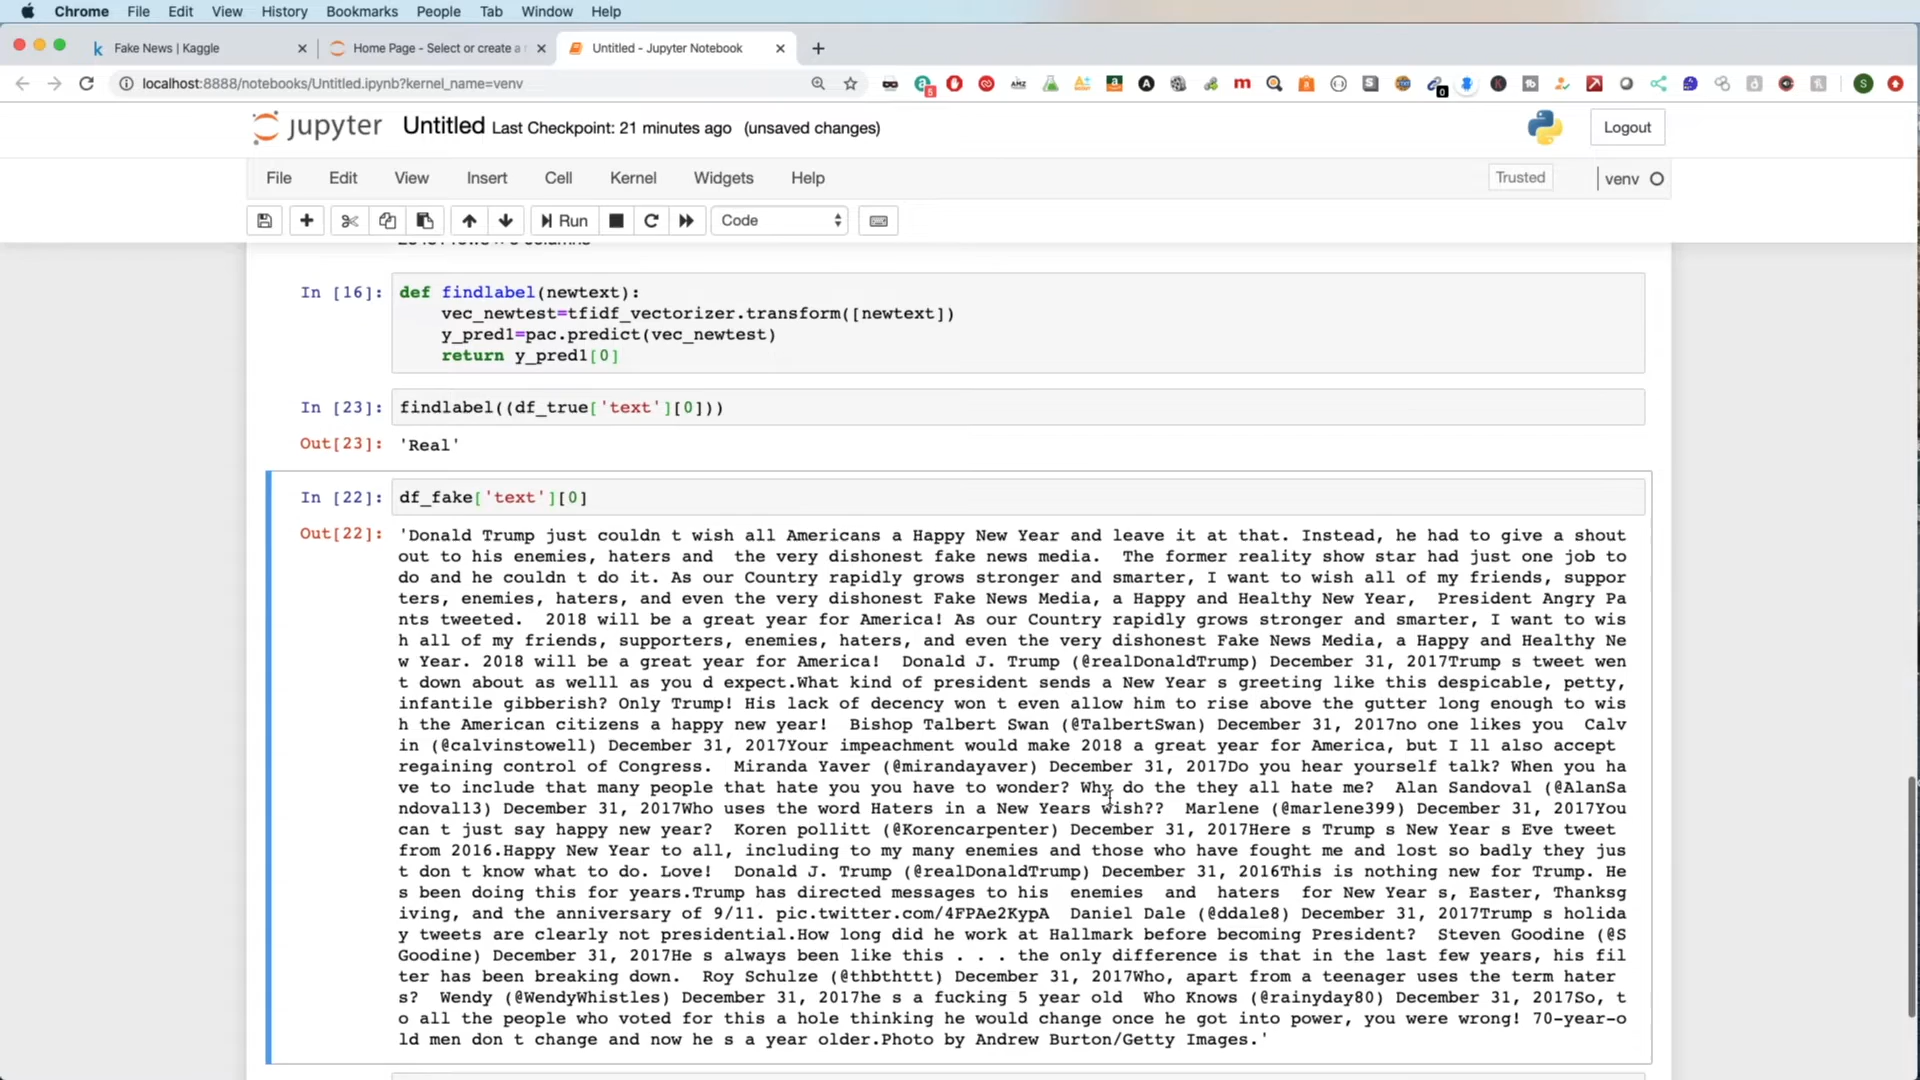 Chrome File Edit View History Bookmarks People Tab Window Help
Fake News | Kaggle
Home Page - Select or create a
Untitled - Jupyter Notebook
localhost:8888/notebooks/Untitled.ipynb?kernel_name=venv
jupyter Untitled Last Checkpoint: 21 minutes ago (unsaved changes)
Logout
File Edit View Insert Cell Kernel Widgets Help
Trusted
venv
Run
Code
In [16]: def findlabel(newtext):
vec_newtest=tfidf_vectorizer.transform([newtext])
y_pred1=pac.predict(vec_newtest)
return y_pred1[0]
In [23]: findlabel((df_true['text'][0]))
Out[23]: 'Real'
In [22]: df_fake['text'][0]
Out[22]: 'Donald Trump just couldn t wish all Americans a Happy New Year and leave it at that. Instead, he had to give a shout
out to his enemies, haters and  the very dishonest fake news media.  The former reality show star had just one job to
do and he couldn t do it. As our Country rapidly grows stronger and smarter, I want to wish all of my friends, suppor
ters, enemies, haters, and even the very dishonest Fake News Media, a Happy and Healthy New Year,  President Angry Pa
nts tweeted.  2018 will be a great year for America! As our Country rapidly grows stronger and smarter, I want to wis
h all of my friends, supporters, enemies, haters, and even the very dishonest Fake News Media, a Happy and Healthy Ne
w Year. 2018 will be a great year for America!  Donald J. Trump (@realDonaldTrump) December 31, 2017Trump s tweet wen
t down about as welll as you d expect.What kind of president sends a New Year s greeting like this despicable, petty,
infantile gibberish? Only Trump! His lack of decency won t even allow him to rise above the gutter long enough to wis
h the American citizens a happy new year!  Bishop Talbert Swan (@TalbertSwan) December 31, 2017no one likes you  Calv
in (@calvinstowell) December 31, 2017Your impeachment would make 2018 a great year for America, but I ll also accept
regaining control of Congress.  Miranda Yaver (@mirandayaver) December 31, 2017Do you hear yourself talk? When you ha
ve to include that many people that hate you you have to wonder? Why do the they all hate me?  Alan Sandoval (@AlanSa
ndoval13) December 31, 2017Who uses the word Haters in a New Years wish??  Marlene (@marlene399) December 31, 2017You
can t just say happy new year?  Koren pollitt (@Korencarpenter) December 31, 2017Here s Trump s New Year s Eve tweet
from 2016.Happy New Year to all, including to my many enemies and those who have fought me and lost so badly they jus
t don t know what to do. Love!  Donald J. Trump (@realDonaldTrump) December 31, 2016This is nothing new for Trump. He
s been doing this for years.Trump has directed messages to his  enemies  and  haters  for New Year s, Easter, Thanksg
iving, and the anniversary of 9/11. pic.twitter.com/4FPAe2KypA  Daniel Dale (@ddale8) December 31, 2017Trump s holida
y tweets are clearly not presidential.How long did he work at Hallmark before becoming President?  Steven Goodine (@S
Goodine) December 31, 2017He s always been like this . . . the only difference is that in the last few years, his fil
ter has been breaking down.  Roy Schulze (@thbthttt) December 31, 2017Who, apart from a teenager uses the term hater
s?  Wendy (@WendyWhistles) December 31, 2017he s a fucking 5 year old  Who Knows (@rainyday80) December 31, 2017So, t
o all the people who voted for this a hole thinking he would change once he got into power, you were wrong! 70-year-o
ld men don t change and now he s a year older.Photo by Andrew Burton/Getty Images.'